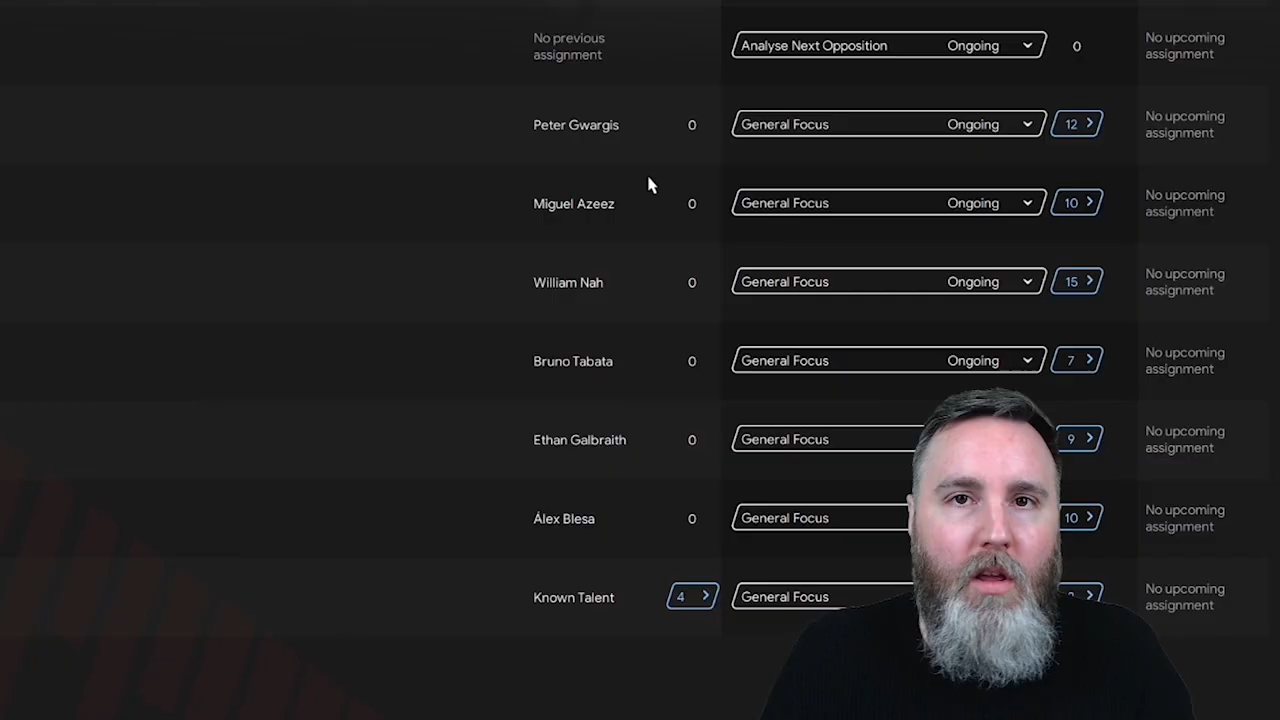 No previous
assignment
Analyse Next Opposition Ongoing 0
No upcoming
assignment
Peter Gwargis 0 General Focus Ongoing 12
No upcoming
assignment
Miguel Azeez 0 General Focus Ongoing 10
No upcoming
assignment
William Nah 0 General Focus Ongoing 15
No upcoming
assignment
Bruno Tabata 0 General Focus Ongoing 7
No upcoming
assignment
Ethan Galbraith 0 General Focus 9
No upcoming
assignment
Álex Blesa 0 General Focus 10
No upcoming
assignment
Known Talent 4 General Focus
No upcoming
assignment